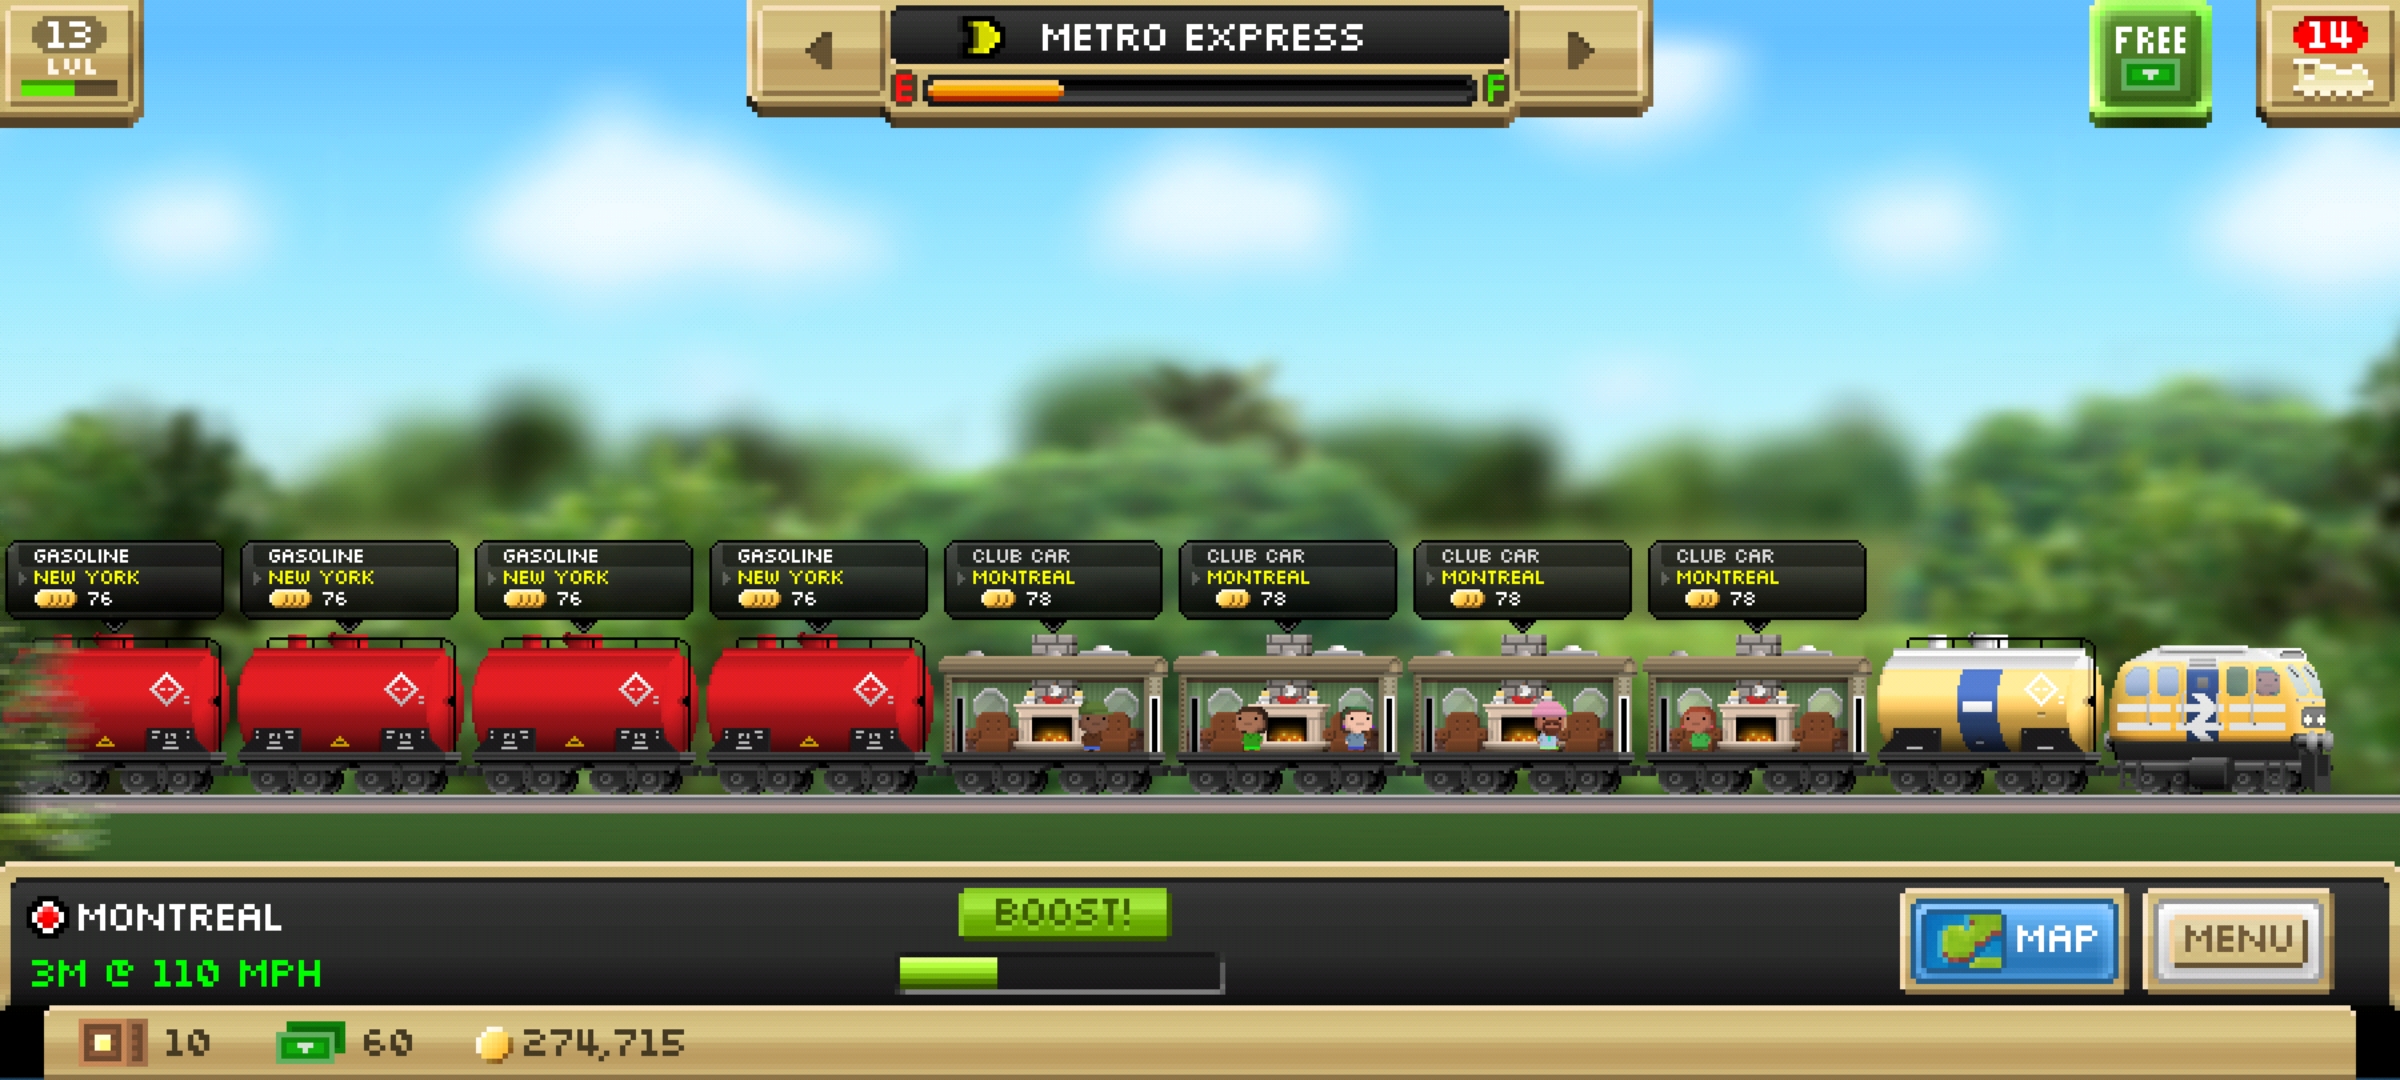 13
LVL
METRO EXPRESS
E
F
FREE
14
GASOLINE
NEW YORK
76
GASOLINE
NEW YORK
76
GASOLINE
NEW YORK
76
GASOLINE
NEW YORK
76
CLUB CAR
MONTREAL
78
CLUB CAR
MONTREAL
78
CLUB CAR
MONTREAL
78
CLUB CAR
MONTREAL
78
MONTREAL
3M @ 110 MPH
BOOST!
MAP
MENU
10
60
274,715